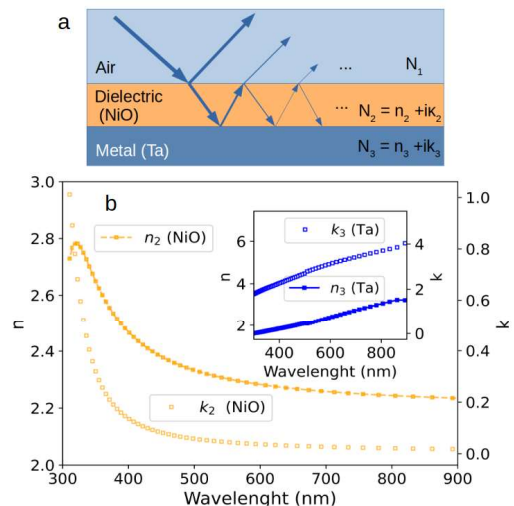 a
Air
...
N1
Dielectric
(NiO)
... N2 = n2 +iκ2
Metal (Ta)
N3 = n3 +ik3
b
3.0
2.8
2.6
2.4
2.2
2.0
n
n2 (NiO)
k2 (NiO)
1.0
0.8
0.6
0.4
0.2
0.0
k
300 400 500 600 700 800 900
Wavelenght (nm)
k3 (Ta)
n3 (Ta)
6
4
2
n
4
2
0
k
400 600 800
Wavelenght (nm)